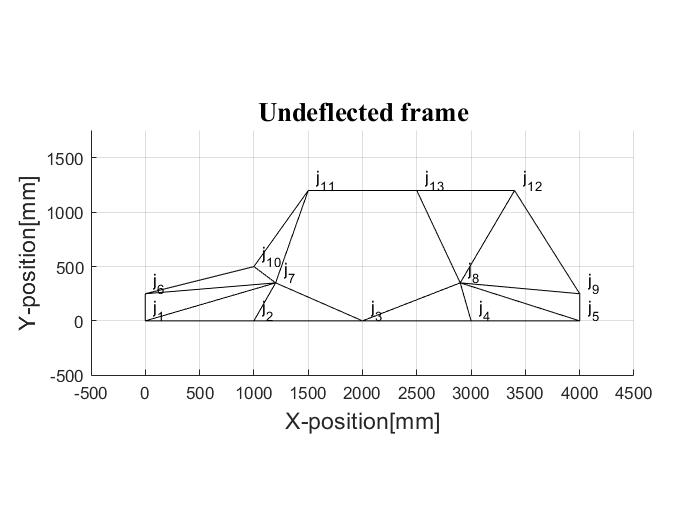 Undeflected frame
Y-position[mm]
1500
1000
500
0
-500
j11 j13 j12
j10
j7 j8
j6 j9
j1 j2 j3 j4 j5
-500 0 500 1000 1500 2000 2500 3000 3500 4000 4500
X-position[mm]